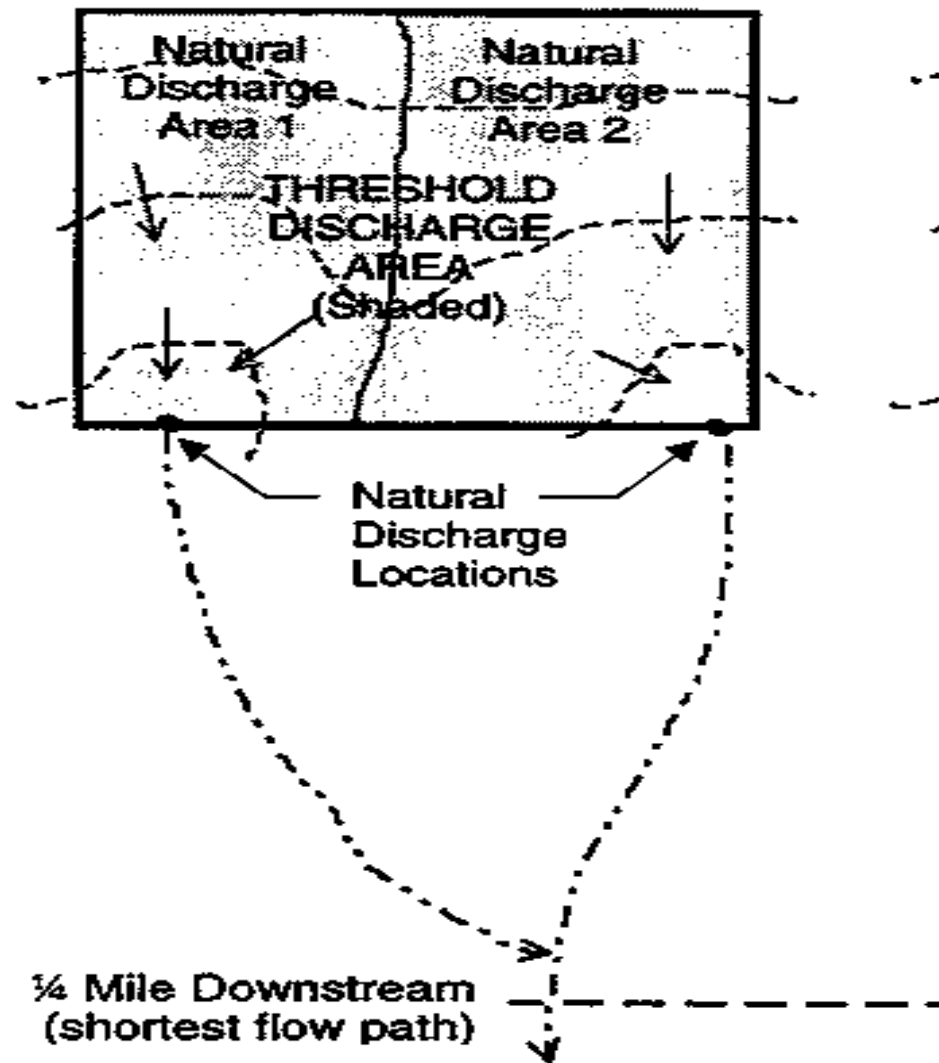 Natural
Discharge
Area 1
Natural
Discharge
Area 2
THRESHOLD
DISCHARGE
AREA
(Shaded)
Natural
Discharge
Locations
¼ Mile Downstream
(shortest flow path)